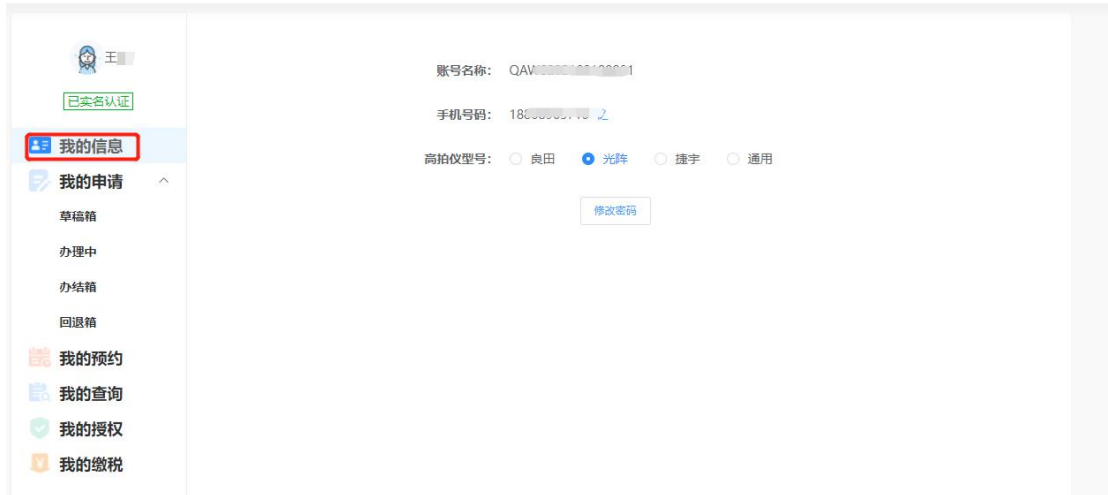 王
已实名认证
我的信息
我的申请
草稿箱
办理中
办结箱
回退箱
我的预约
我的查询
我的授权
我的缴税
账号名称：
手机号码：
高拍仪型号： 良田 光阵 捷宇 通用
修改密码